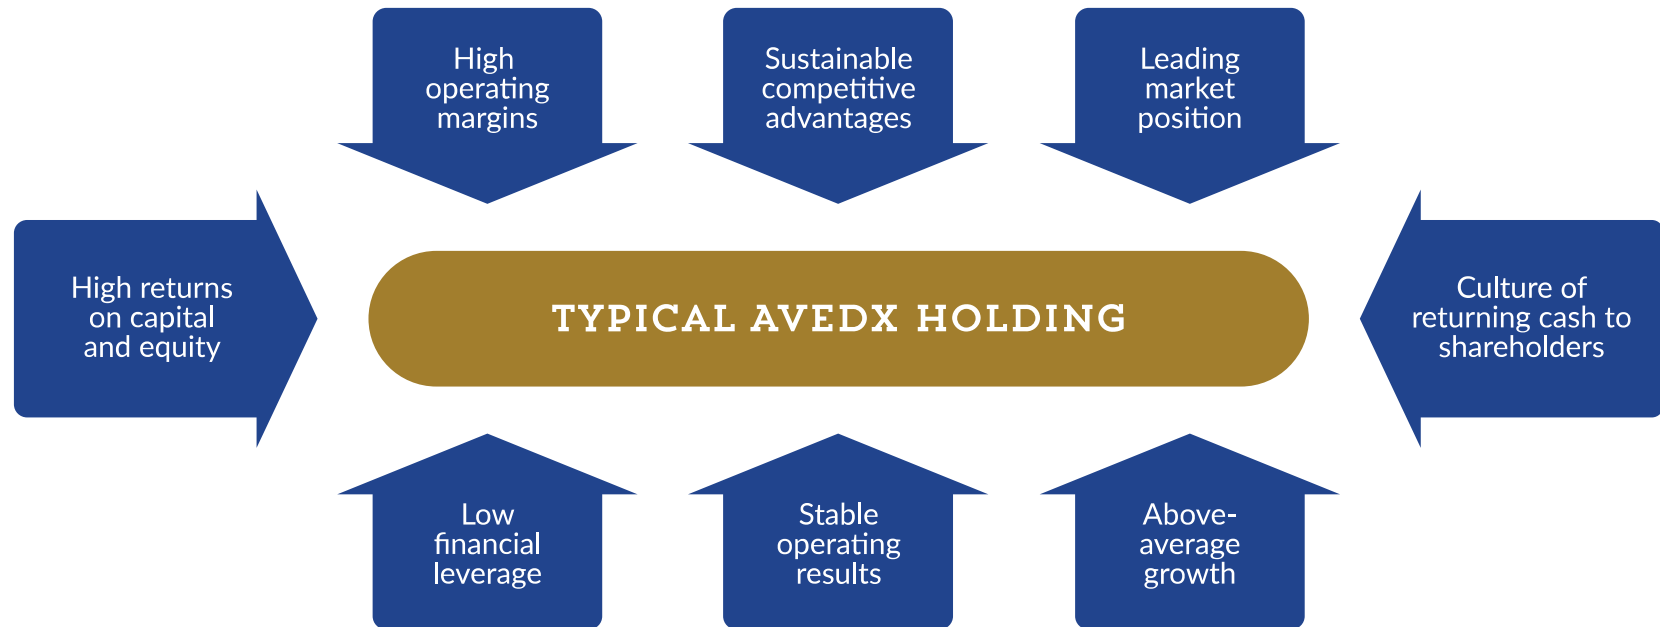 High
operating
margins
Sustainable
competitive
advantages
Leading
market
position
High returns
on capital
and equity
TYPICAL AVEDX HOLDING
Culture of
returning cash to
shareholders
Low
financial
leverage
Stable
operating
results
Above-
average
growth